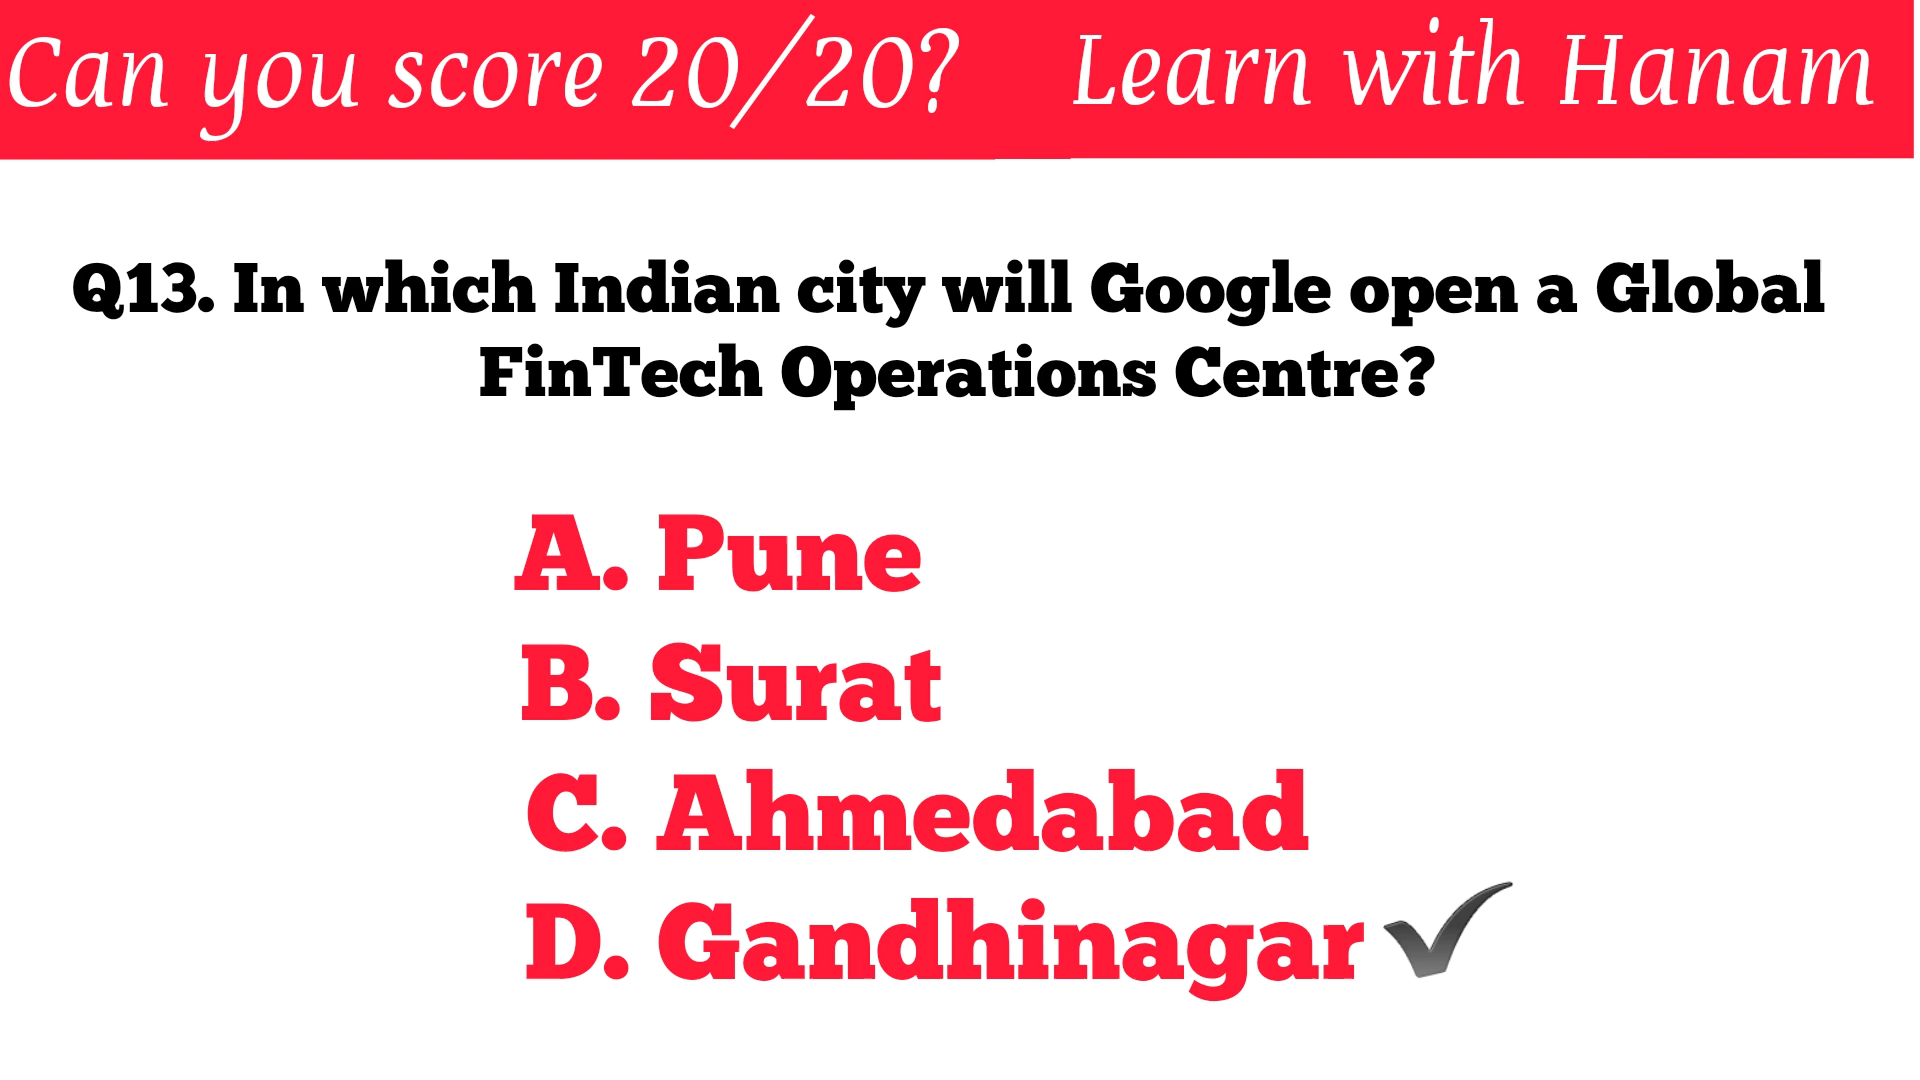 Can you score 20/20? Learn with Hanam
Q13. In which Indian city will Google open a Global
FinTech Operations Centre?
A. Pune
B. Surat
C. Ahmedabad
D. Gandhinagar